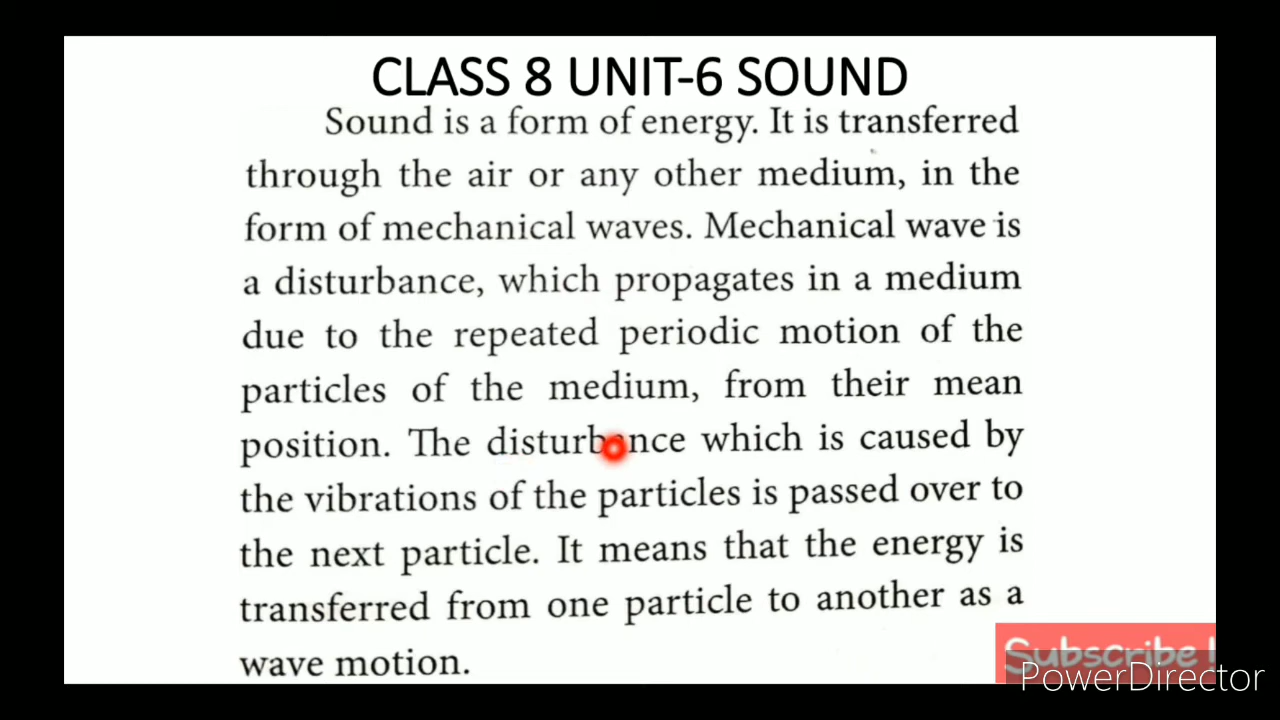 CLASS 8 UNIT-6 SOUND
Sound is a form of energy. It is transferred
through the air or any other medium, in the
form of mechanical waves. Mechanical wave is
a disturbance, which propagates in a medium
due to the repeated periodic motion of the
particles of the medium, from their mean
position. The disturbance which is caused by
the vibrations of the particles is passed over to
the next particle. It means that the energy is
transferred from one particle to another as a
wave motion.
Subscribe !
PowerDirector